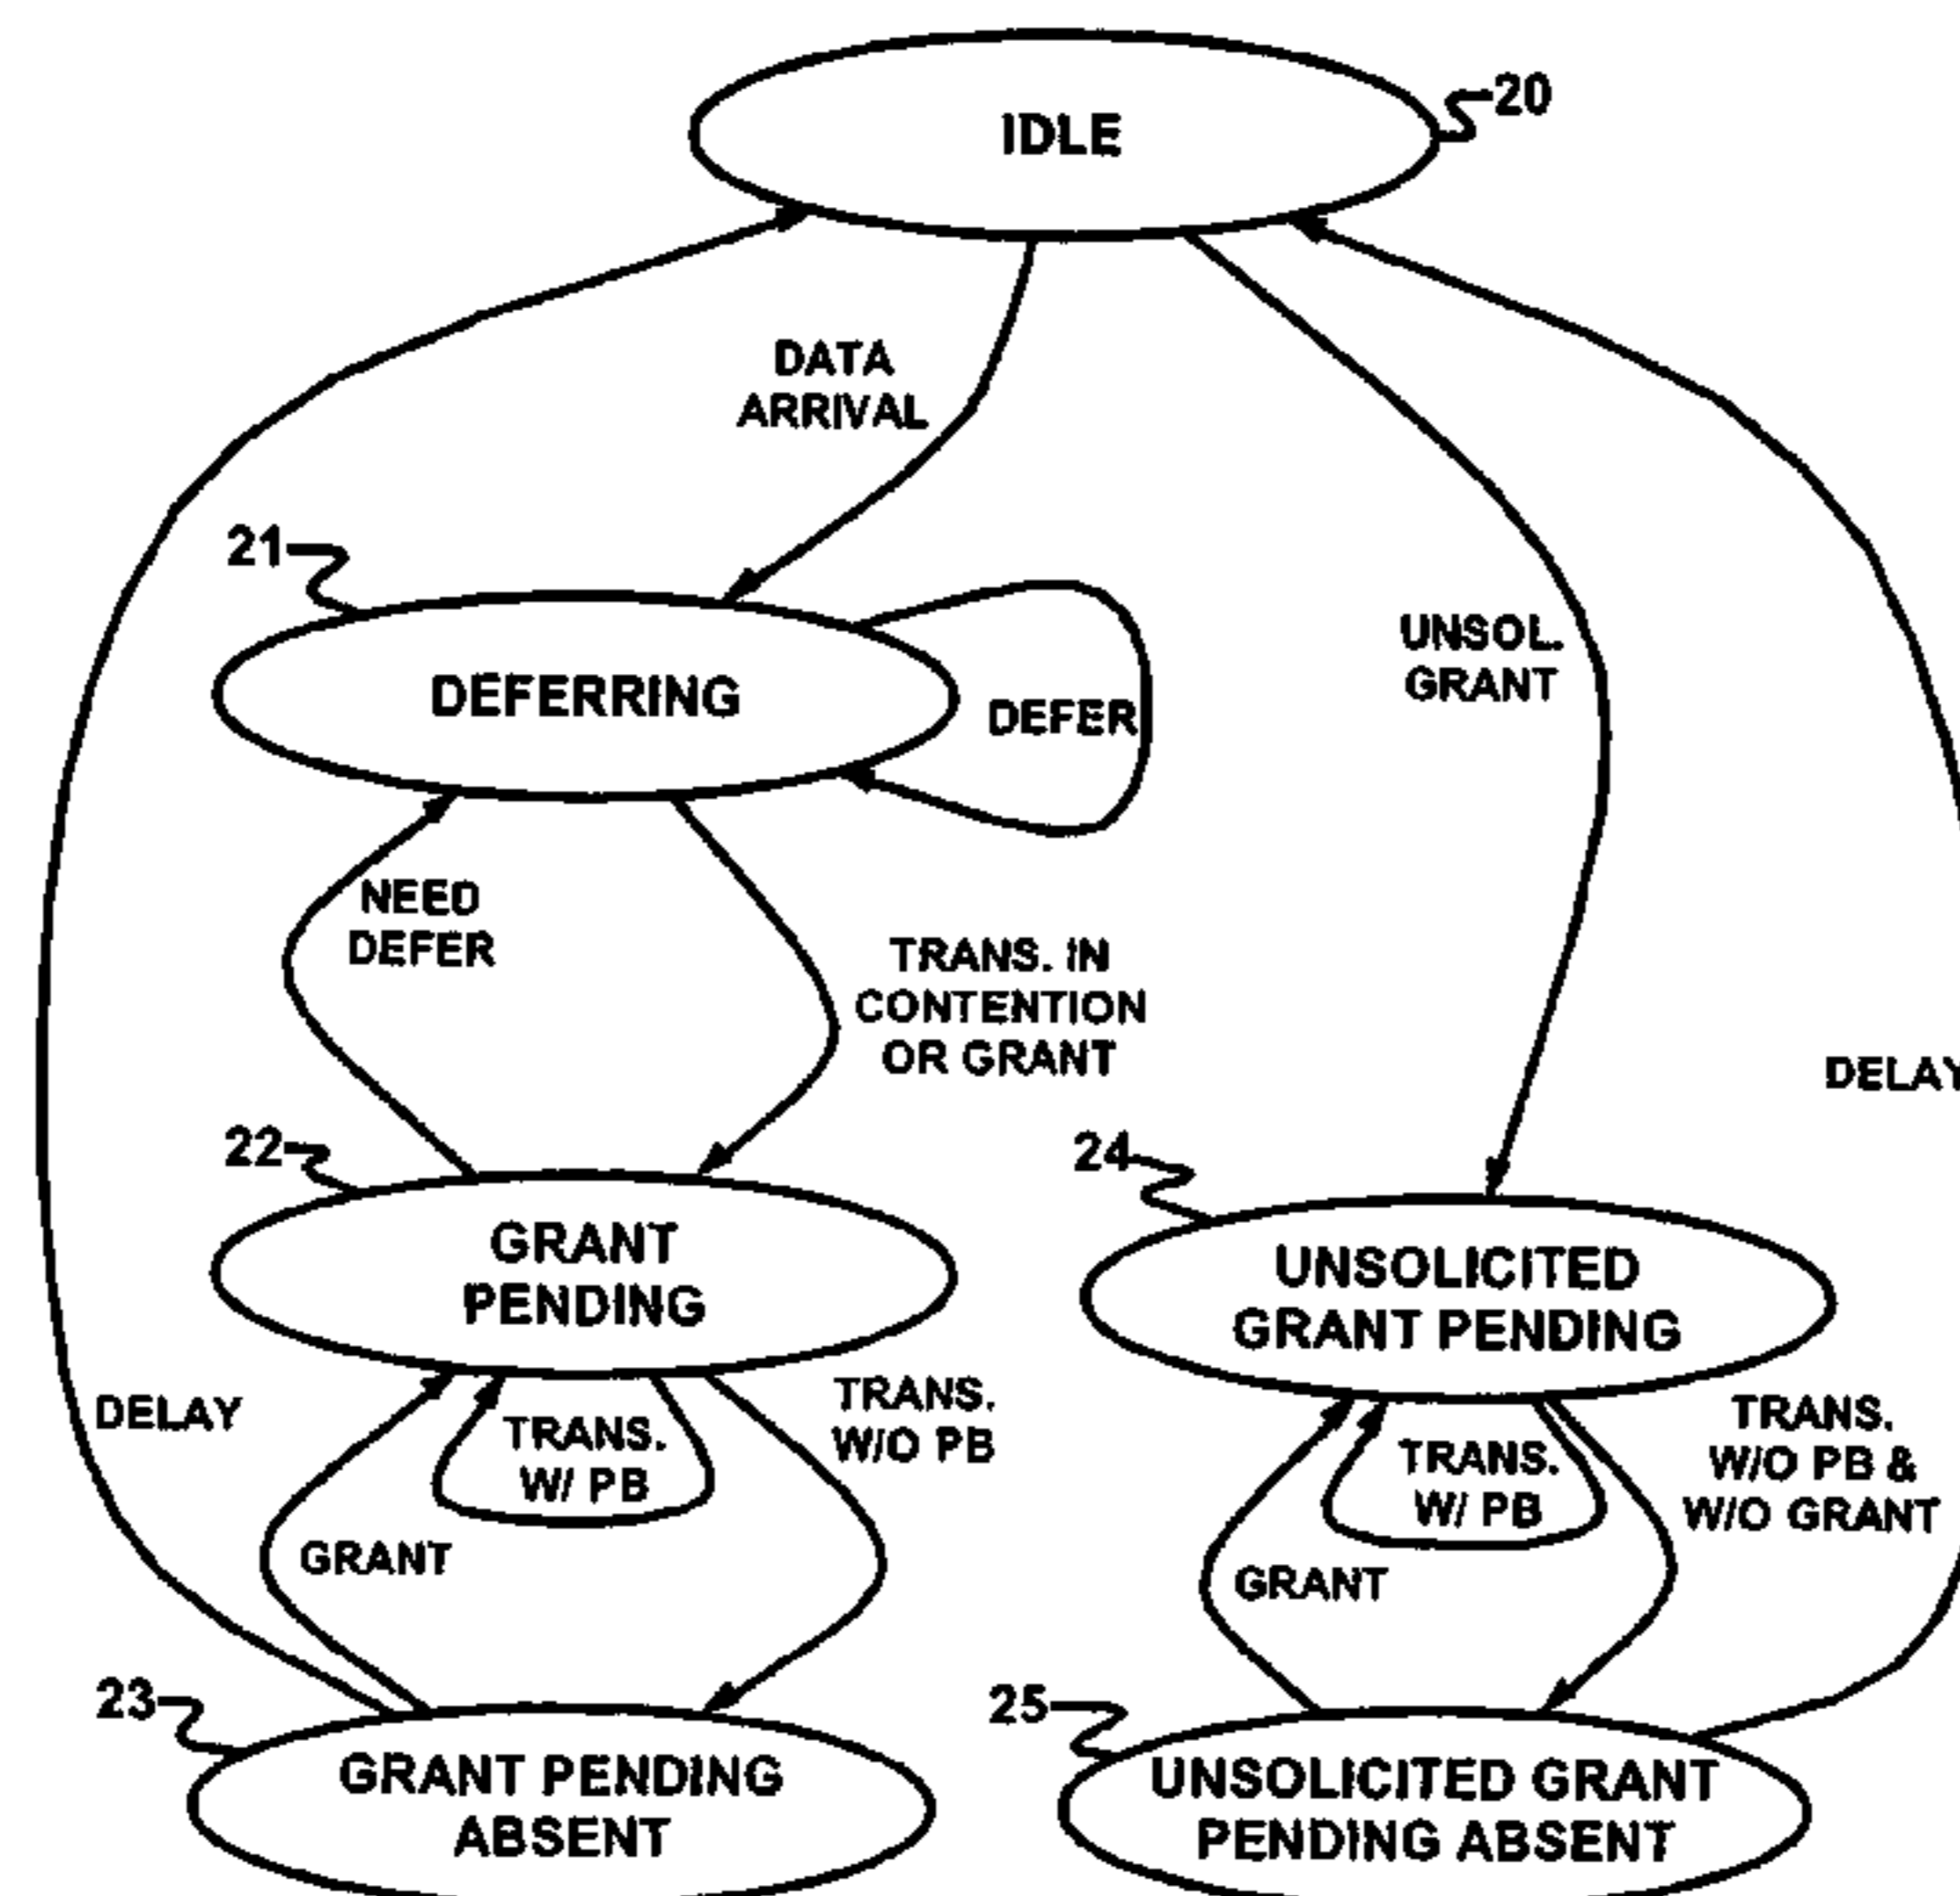 20
IDLE
DATA
ARRIVAL
21
UNSOL.
GRANT
DEFERRING
DEFER
NEED
DEFER
TRANS. IN
CONTENTION
OR GRANT
DELAY
22
24
GRANT
PENDING
UNSOLICITED
GRANT PENDING
DELAY
TRANS.
W/ PB
TRANS.
W/O PB
GRANT
TRANS.
W/ PB
TRANS.
W/O PB &
W/O GRANT
GRANT
23
25
GRANT PENDING
ABSENT
UNSOLICITED GRANT
PENDING ABSENT